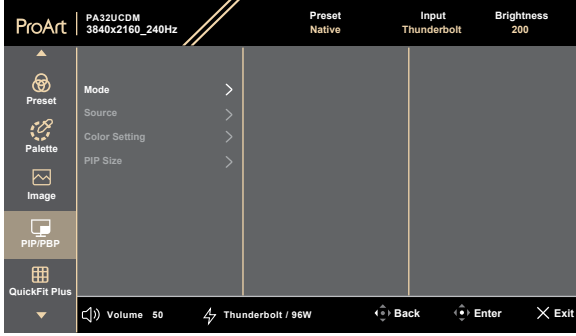 ProArt
PA32UCDM
3840x2160_240Hz
Preset
Native
Input
Thunderbolt
Brightness
200
Preset
Palette
Image
PIP/PBP
QuickFit Plus
Mode
Source
Color Setting
PIP Size
Volume 50
Thunderbolt / 96W
Back
Enter
Exit